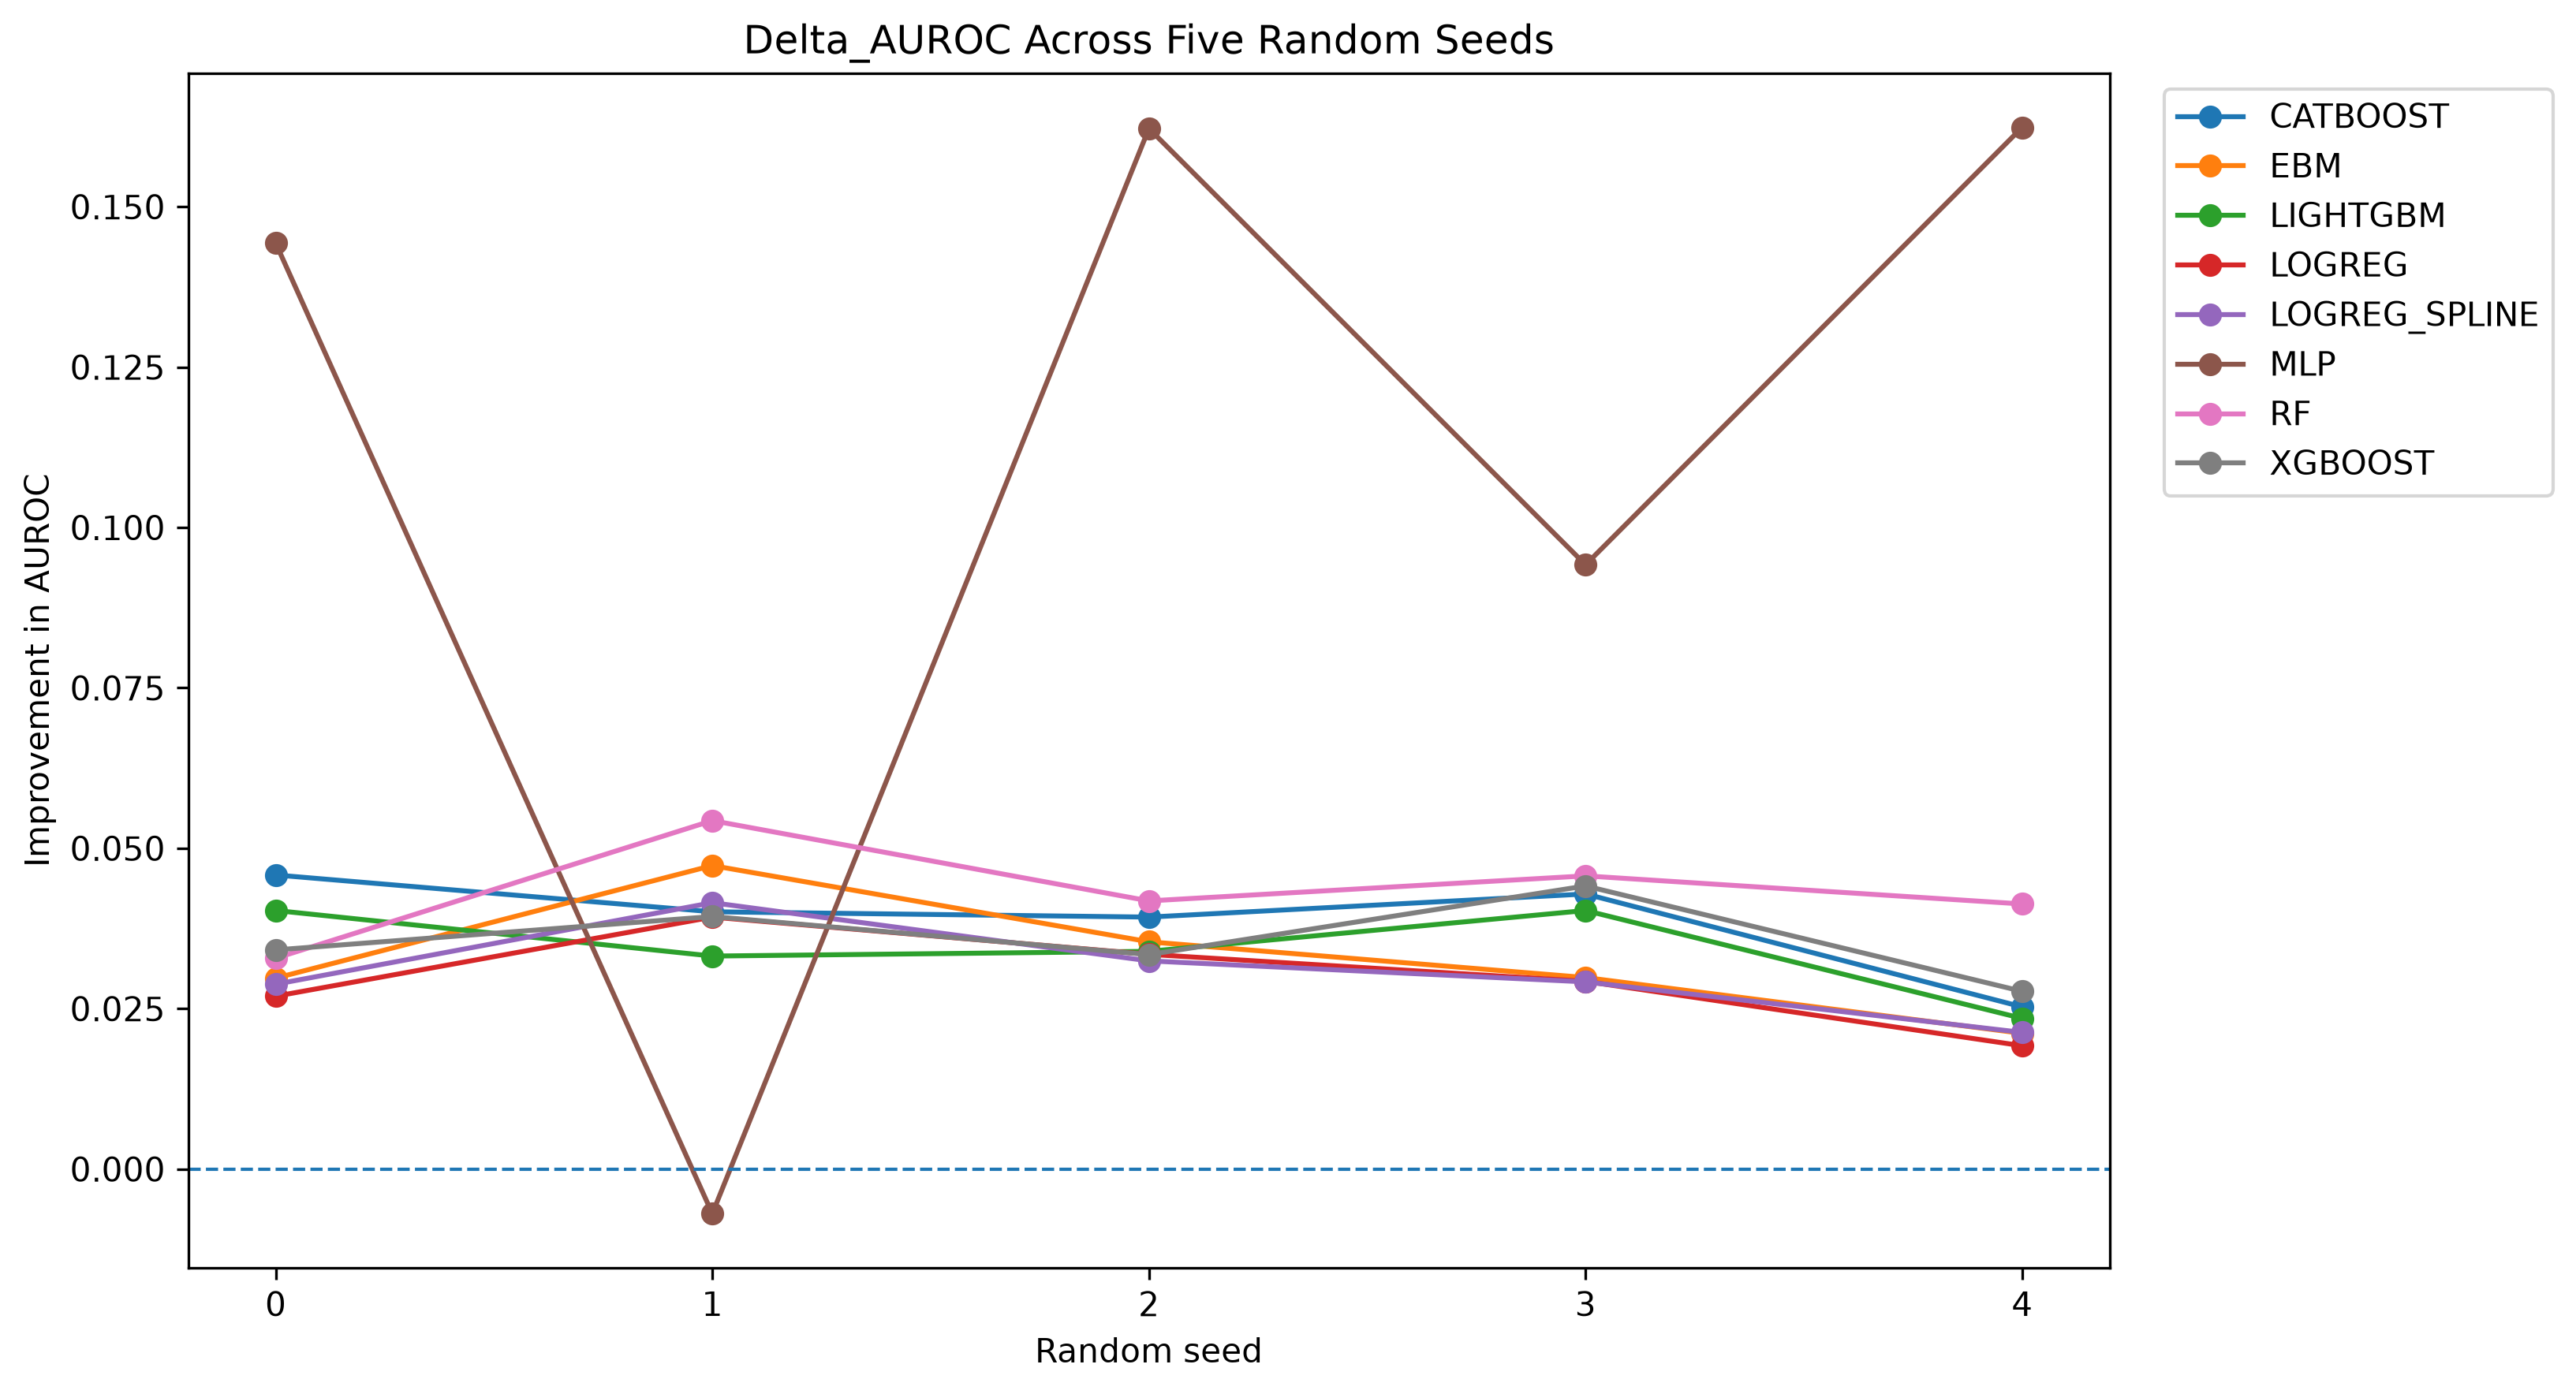 Delta_AUROC Across Five Random Seeds
Improvement in AUROC
0.150
0.125
0.100
0.075
0.050
0.025
0.000
0 1 2 3 4
Random seed
CATBOOST
EBM
LIGHTGBM
LOGREG
LOGREG_SPLINE
MLP
RF
XGBOOST